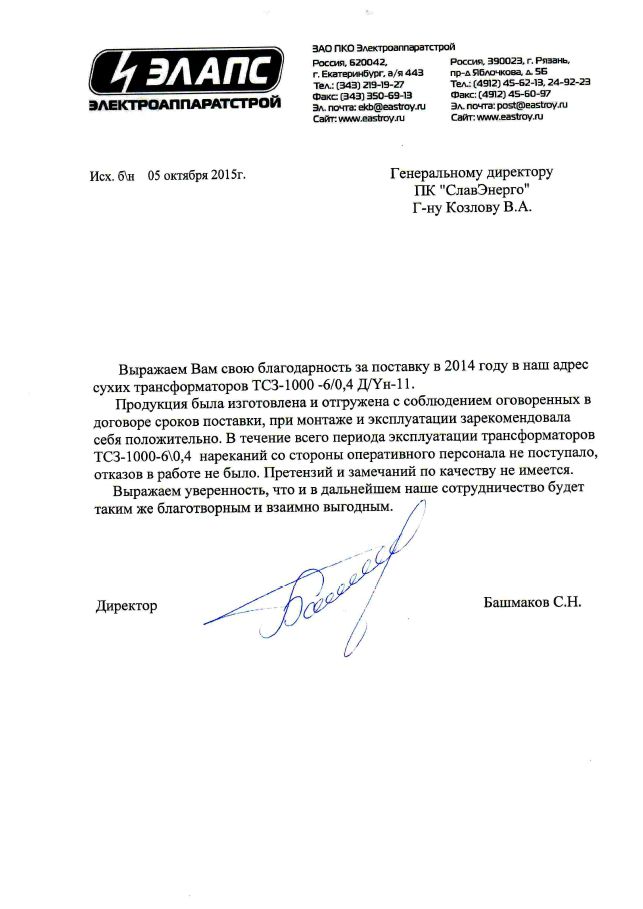 ЭЛАПС
ЭЛЕКТРОАППАРАТСТРОЙ
ЗАО ПКО Электроаппаратстрой
Россия, 620042,
г. Екатеринбург, а/я 443
Тел.: (343) 219-19-27
Факс: (343) 350-69-13
Эл. почта: ekb@eastroy.ru
Сайт: www.eastroy.ru
Россия, 390023, г. Рязань,
пр-д Яблочкова, д. 5Б
Тел.: (4912) 45-62-13, 24-92-23
Факс: (4912) 45-60-97
Эл. почта: post@eastroy.ru
Сайт: www.eastroy.ru
Исх. б\н 05 октября 2015г.
Генеральному директору
ПК "СлавЭнерго"
Г-ну Козлову В.А.
Выражаем Вам свою благодарность за поставку в 2014 году в наш адрес
сухих трансформаторов ТСЗ-1000 -6/0,4 Д/Үн-11.
Продукция была изготовлена и отгружена с соблюдением оговоренных в
договоре сроков поставки, при монтаже и эксплуатации зарекомендовала
себя положительно. В течение всего периода эксплуатации трансформаторов
ТСЗ-1000-6\0,4 нареканий со стороны оперативного персонала не поступало,
отказов в работе не было. Претензий и замечаний по качеству не имеется.
Выражаем уверенность, что и в дальнейшем наше сотрудничество будет
таким же благотворным и взаимно выгодным.
Директор
Башмаков С.Н.